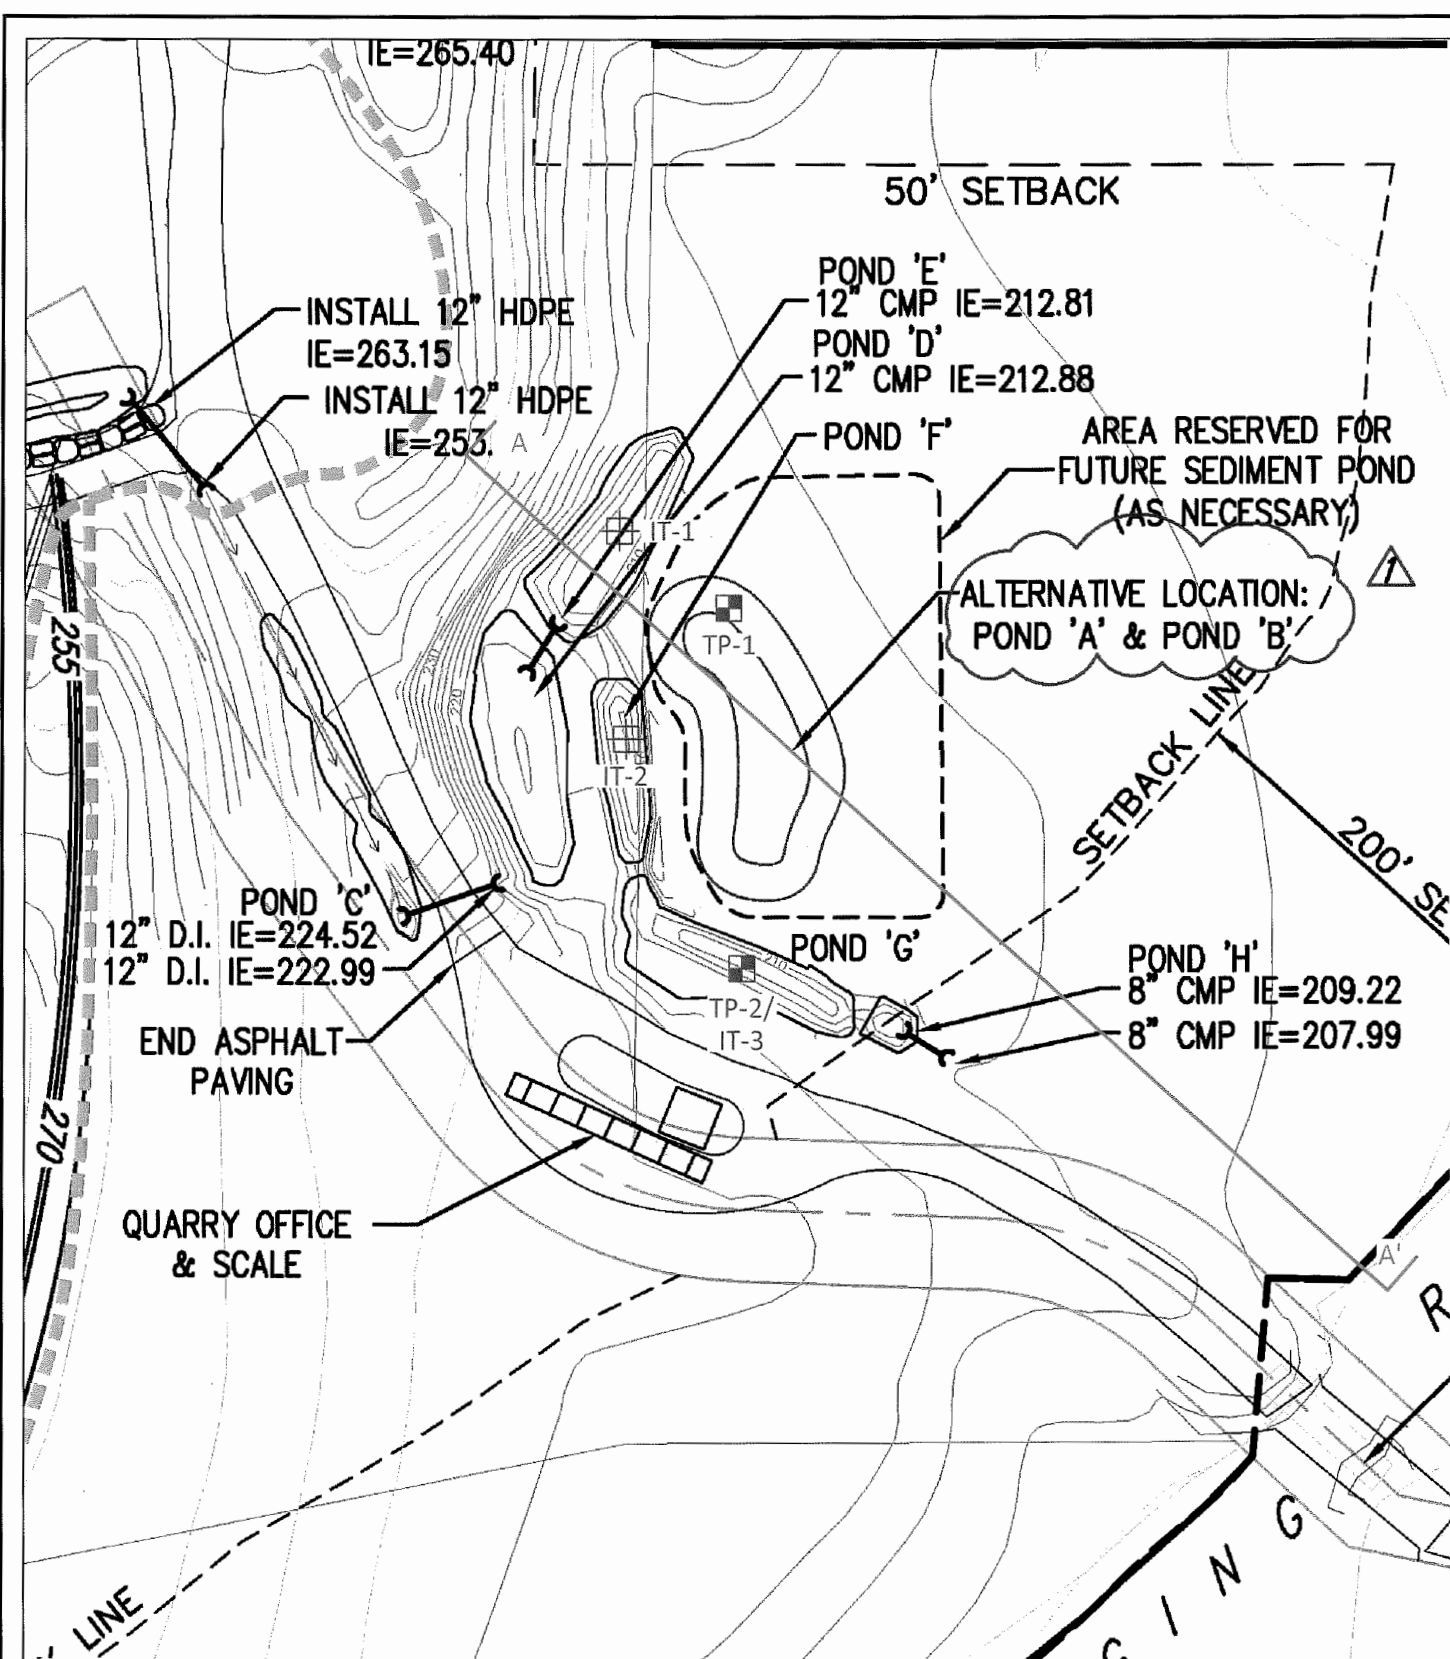 IE=265.40
50' SETBACK
POND 'E'
12" CMP IE=212.81
POND 'D'
12" CMP IE=212.88
INSTALL 12" HDPE
IE=263.15
INSTALL 12" HDPE
IE=253.
A
POND 'F'
AREA RESERVED FOR
FUTURE SEDIMENT POND
(AS NECESSARY)
IT-1
210
1
ALTERNATIVE LOCATION:
POND 'A' & POND 'B'
TP-1
255
230
220
IT-2
SETBACK LINE
200' SE
POND 'C'
12" D.I. IE=224.52
12" D.I. IE=222.99
POND 'G'
210
POND 'H'
8" CMP IE=209.22
8" CMP IE=207.99
TP-2/
IT-3
END ASPHALT
PAVING
270
QUARRY OFFICE
& SCALE
A'
R
C I N G
LINE